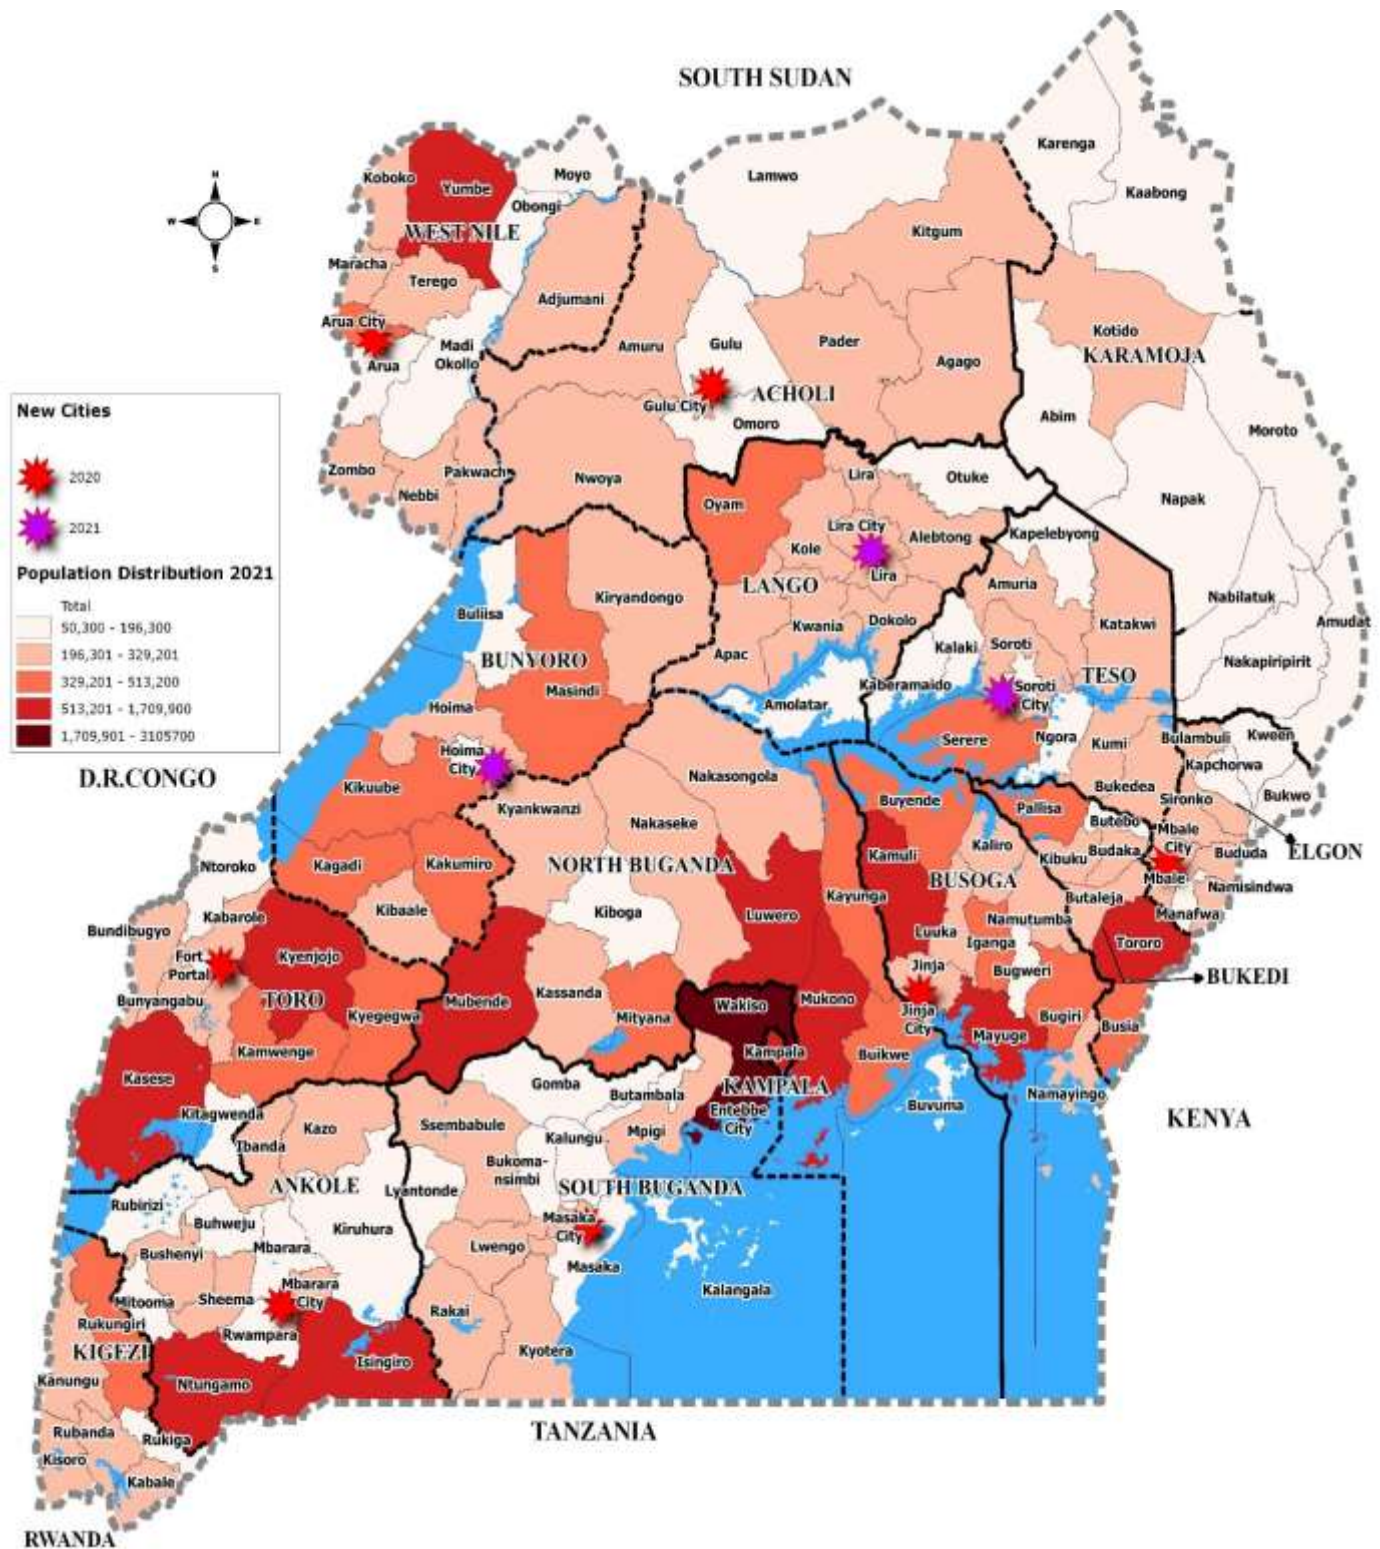 SOUTH SUDAN
Karenga
Kaabong
Lamwo
Moyo
Koboko
Yumbe
Obongi
N
W
E
S
WEST NILE
Kitgum
Maracha
Terego
Adjumani
Arua City
Kotido
KARAMOJA
Amuru
Gulu
Pader
Agago
Madi
Okollo
Arua
New Cities
2020
2021
Population Distribution 2021
Total
50,300 - 196,300
196,301 - 329,201
329,201 - 513,200
513,201 - 1,709,900
1,709,901 - 3105700
ACHOLI
Gulu City
Omoro
Abim
Moroto
Zombo
Pakwach
Nebbi
Nwoya
Lira
Otuke
Napak
Oyam
Lira City
Alebtong
Kapelebyong
Kole
Lira
LANGO
Amuria
Kiryandongo
Nabilatuk
Buliisa
Kwania
Dokolo
Katakwi
Amudat
Apac
Kalaki
Soroti
BUNYORO
Nakapiripirit
TESO
Masindi
Kaberamaido
Soroti
City
Hoima
Amolatar
Serere
Ngora
Kumi
Bulambuli
Kween
Hoima
City
Kapchorwa
D.R.CONGO
Kikuube
Nakasongola
Bukedea
Bukwo
Kyankwanzi
Buyende
Pallisa
Sironko
Nakaseke
Butebo
Mbale
City
ELGON
Kagadi
Kakumiro
NORTH BUGANDA
Kamuli
Kaliro
Kibuku
Budaka
Bududa
Ntoroko
BUSOGA
Mbale
Namisindwa
Kabarole
Kibaale
Kiboga
Luwero
Kayunga
Butaleja
Manafwa
Bundibugyo
Luuka
Namutumba
Iganga
Tororo
Fort
Portal
Kyenjojo
Jinja
Bugweri
BUKEDI
Bunyangabu
TORO
Mubende
Kassanda
Wakiso
Mukono
Kyegegwa
Mityana
Jinja
City
Mayuge
Bugiri
Busia
Kamwenge
Kampala
Buikwe
Kasese
KAMPALA
Gomba
Butambala
Namayingo
Kitagwenda
Entebbe
City
Buvuma
KENYA
Kazo
Ssembabule
Mpigi
Ibanda
Kalungu
Bukoma-
nsimbi
ANKOLE
Lyantonde
SOUTH BUGANDA
Rubirizi
Buhweju
Kiruhura
Masaka
City
Bushenyi
Mbarara
Lwengo
Masaka
Mbarara
City
Kalangala
Mitooma
Sheema
Rakai
Rukungiri
Rwampara
KIGEZI
Isingiro
Kyotera
Kanungu
Ntungamo
Rubanda
Rukiga
TANZANIA
Kisoro
Kabale
RWANDA